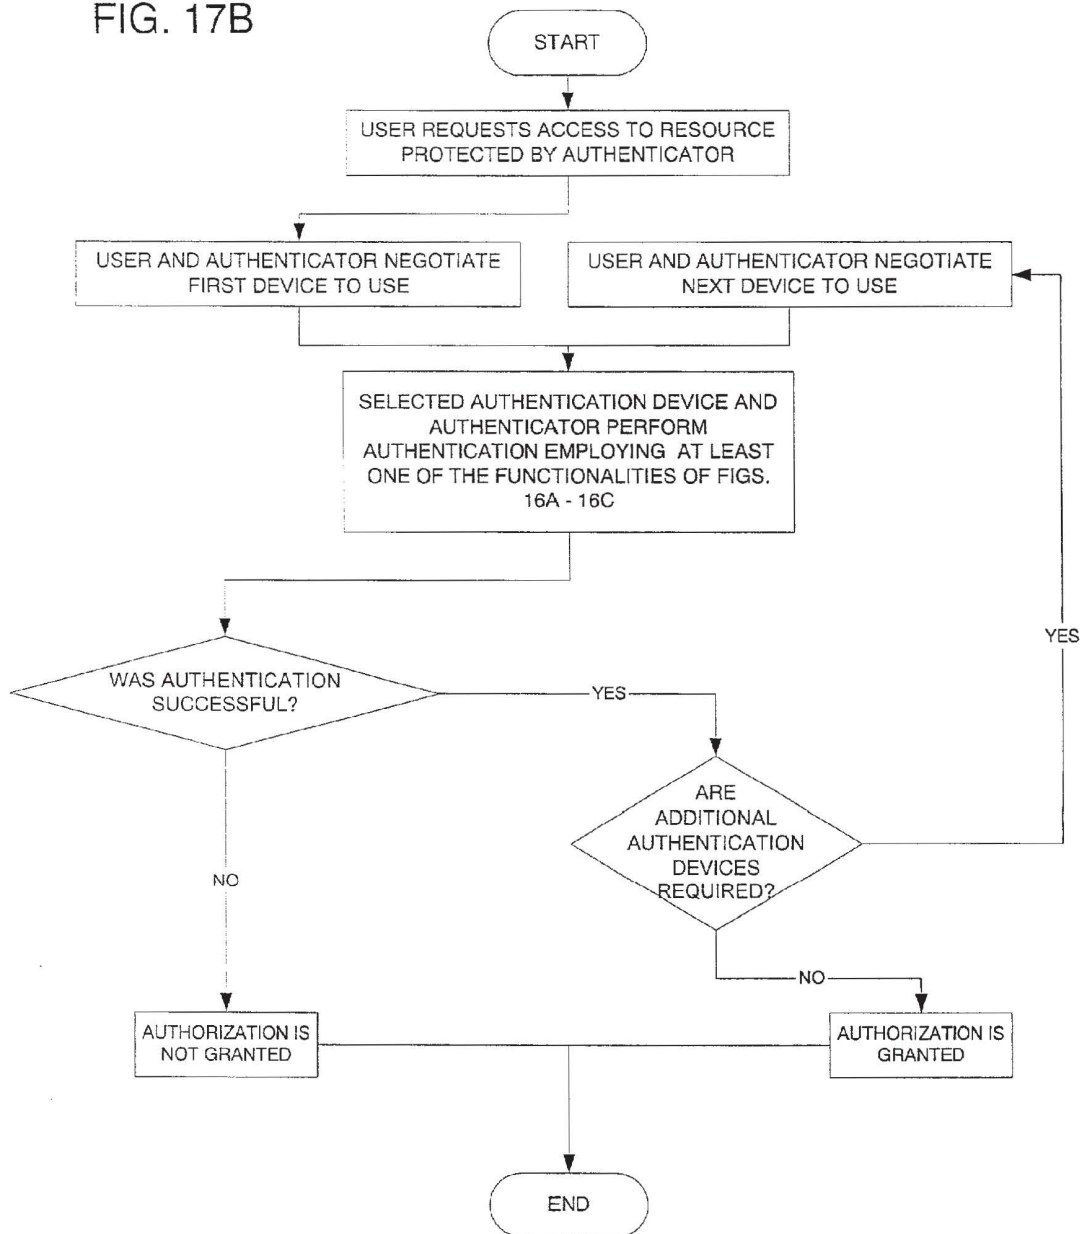 FIG. 17B
START
USER REQUESTS ACCESS TO RESOURCE
PROTECTED BY AUTHENTICATOR
USER AND AUTHENTICATOR NEGOTIATE
FIRST DEVICE TO USE
USER AND AUTHENTICATOR NEGOTIATE
NEXT DEVICE TO USE
SELECTED AUTHENTICATION DEVICE AND
AUTHENTICATOR PERFORM
AUTHENTICATION EMPLOYING AT LEAST
ONE OF THE FUNCTIONALITIES OF FIGS.
16A - 16C
YES
WAS AUTHENTICATION
SUCCESSFUL?
YES
ARE
ADDITIONAL
AUTHENTICATION
DEVICES
REQUIRED?
NO
NO
AUTHORIZATION IS
NOT GRANTED
AUTHORIZATION IS
GRANTED
END